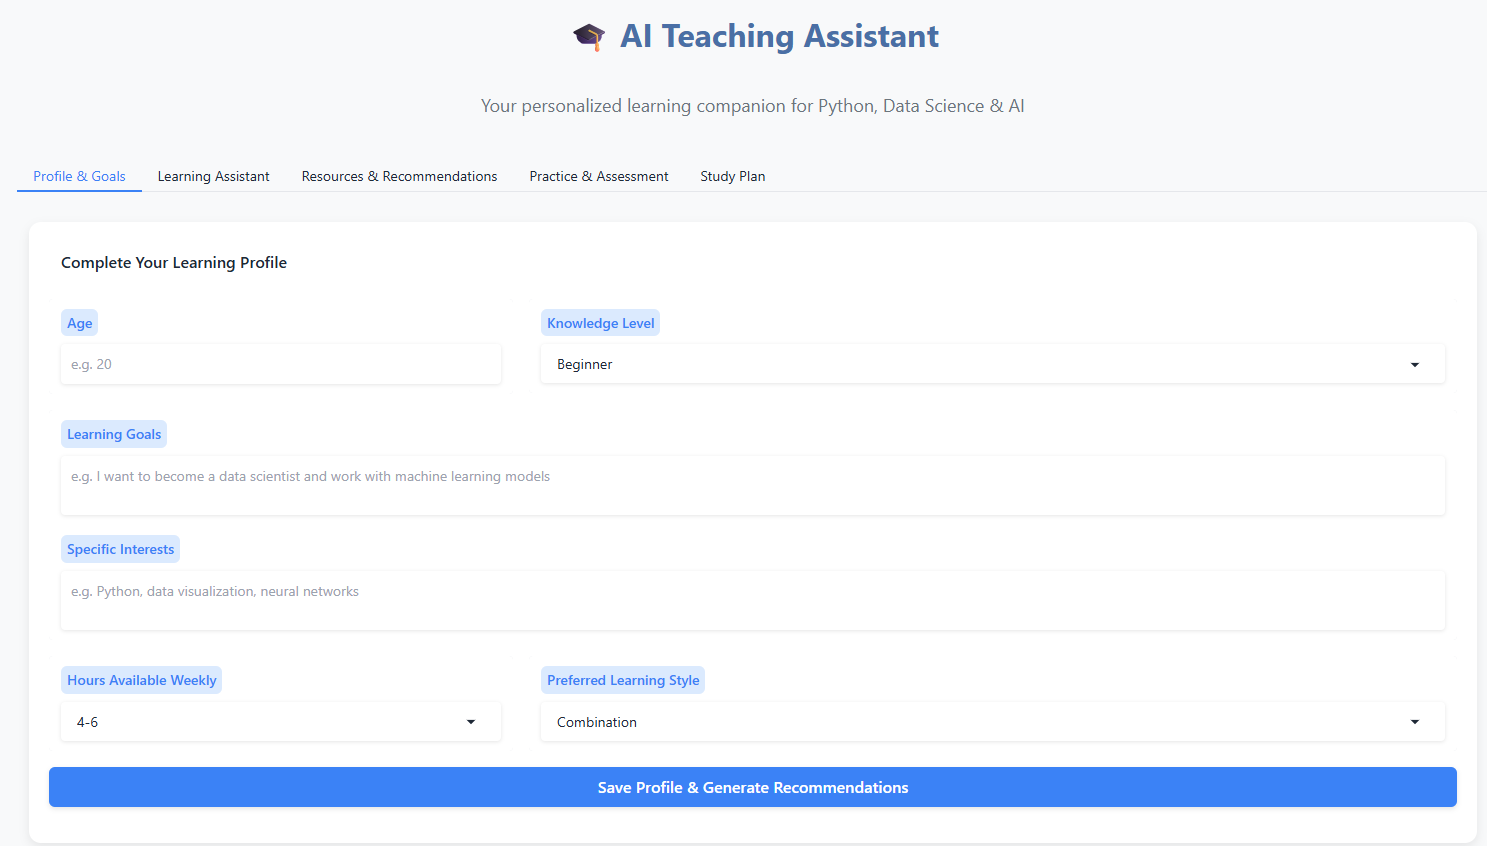 AI Teaching Assistant
Your personalized learning companion for Python, Data Science & AI
Profile & Goals Learning Assistant Resources & Recommendations Practice & Assessment Study Plan
Complete Your Learning Profile
Age Knowledge Level
e.g. 20 Beginner
Learning Goals
e.g. I want to become a data scientist and work with machine learning models
Specific Interests
e.g. Python, data visualization, neural networks
Hours Available Weekly Preferred Learning Style
4-6 Combination
Save Profile & Generate Recommendations